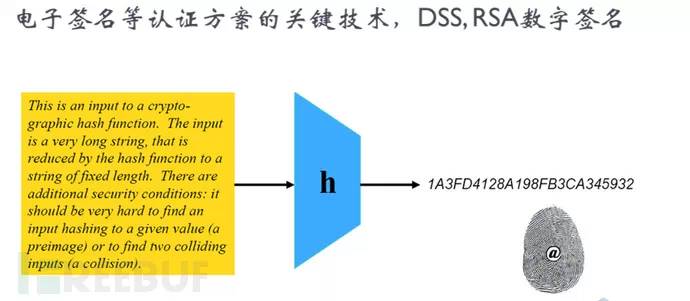 电子签名等认证方案的关键技术，DSS, RSA数字签名
This is an input to a crypto-
graphic hash function. The input
is a very long string, that is
reduced by the hash function to a
string of fixed length. There are
additional security conditions: it
should be very hard to find an
input hashing to a given value (a
preimage) or to find two colliding
inputs (a collision).
h
1A3FD4128A198FB3CA345932
@
REEBUF